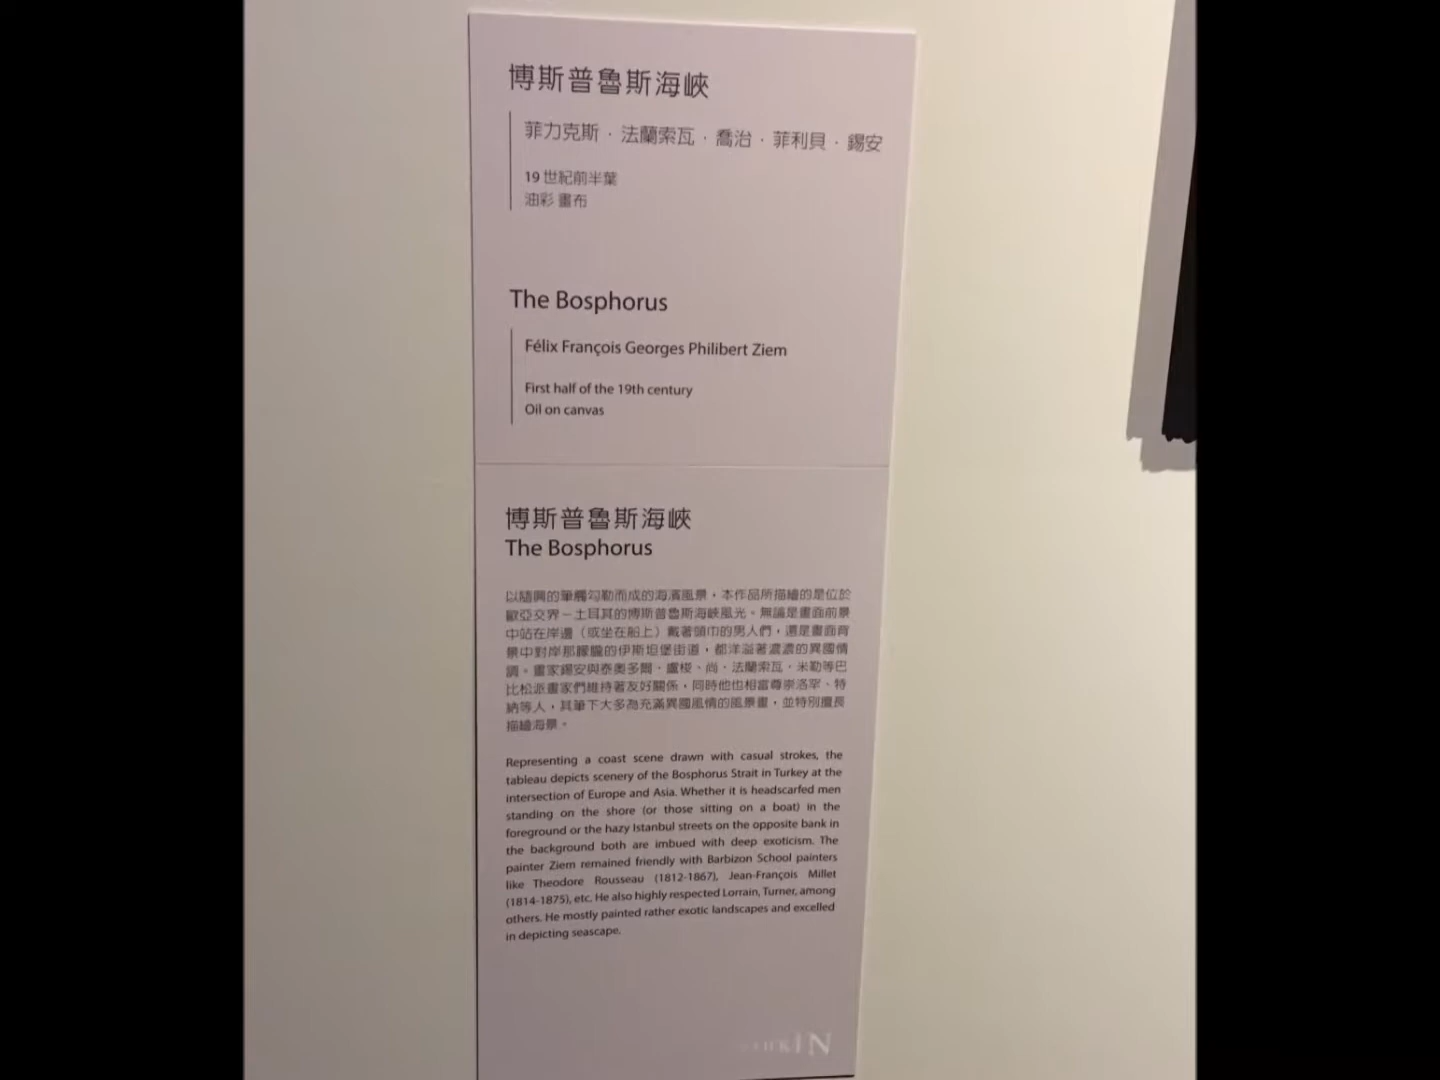 博斯普魯斯海峽
菲力克斯．法蘭索瓦．喬治．菲利貝．錫安
19 世紀前半葉
油彩 畫布
The Bosphorus
Félix François Georges Philibert Ziem
First half of the 19th century
Oil on canvas
博斯普魯斯海峽
The Bosphorus
以隨興的筆觸勾勒而成的海濱風景，本作品所描繪的是位於
歐亞交界－土耳其的博斯普魯斯海峽風光。無論是畫面前景
中站在岸邊（或坐在船上）戴著頭巾的男人們，還是畫面背
景中對岸那朦朧的伊斯坦堡街道，都洋溢著濃濃的異國情
調。畫家錫安與泰奧多爾．盧梭、尚．法蘭索瓦．米勒等巴
比松派畫家們維持著友好關係，同時他也相當尊崇洛罕、特
納等人，其筆下大多為充滿異國風情的風景畫，並特別擅長
描繪海景。
Representing a coast scene drawn with casual strokes, the
tableau depicts scenery of the Bosphorus Strait in Turkey at the
intersection of Europe and Asia. Whether it is headscarfed men
standing on the shore (or those sitting on a boat) in the
foreground or the hazy Istanbul streets on the opposite bank in
the background both are imbued with deep exoticism. The
painter Ziem remained friendly with Barbizon School painters
like Theodore Rousseau (1812-1867), Jean-François Millet
(1814-1875), etc. He also highly respected Lorrain, Turner, among
others. He mostly painted rather exotic landscapes and excelled
in depicting seascape.